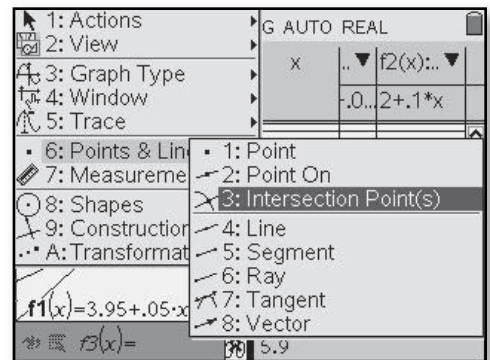 1: Actions
2: View
3: Graph Type
4: Window
5: Trace
6: Points & Lin
7: Measureme
8: Shapes
9: Construction
A: Transformat
G AUTO REAL
x
..▼ f2(x):..▼
-.0... 2+.1*x
1: Point
2: Point On
3: Intersection Point(s)
4: Line
5: Segment
6: Ray
7: Tangent
8: Vector
f1(x)=3.95+.05·x
f3(x)=
5.9